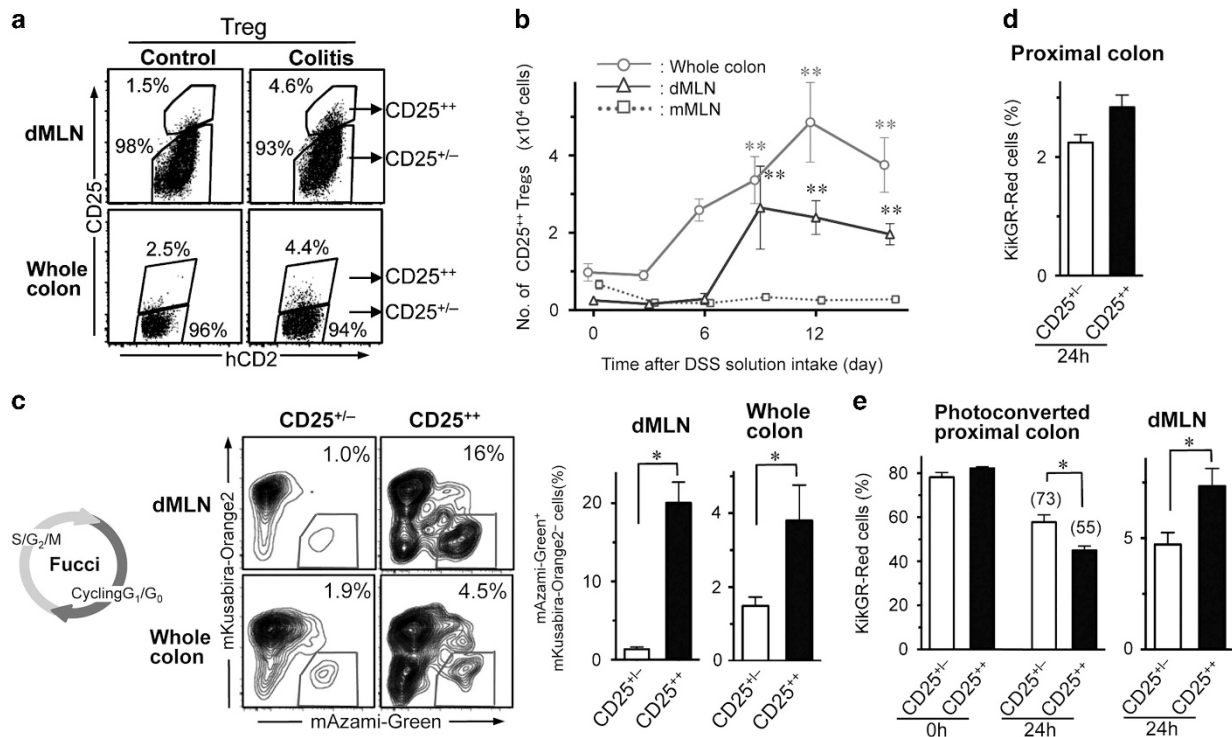 a
Treg
Control Colitis
1.5% 4.6% CD25++
dMLN
98% 93% CD25+/–
CD25
2.5% 4.4% CD25++
Whole
colon
CD25+/–
96% 94%
hCD2
b
: Whole colon
: dMLN
: mMLN
No. of CD25++ Tregs (x10⁴ cells)
4
2
0
** ** **
** ** **
0 6 12
Time after DSS solution intake (day)
d
Proximal colon
KikGR-Red cells (%)
2
0
CD25+/– CD25++
24h
c
S/G2/M
Fucci
CyclingG1/G0
CD25+/– CD25++
dMLN
1.0% 16%
Whole
colon
1.9% 4.5%
mKusabira-Orange2
mAzami-Green
dMLN
mAzami-Green+
mKusabira-Orange2– cells(%)
20
10
0
*
CD25+/– CD25++
Whole
colon
4
2
0
*
CD25+/– CD25++
e
Photoconverted
proximal colon
KikGR-Red cells (%)
80
60
40
20
0
*
(73) (55)
CD25+/– CD25++ CD25+/– CD25++
0h 24h
dMLN
5
0
*
CD25+/– CD25++
24h